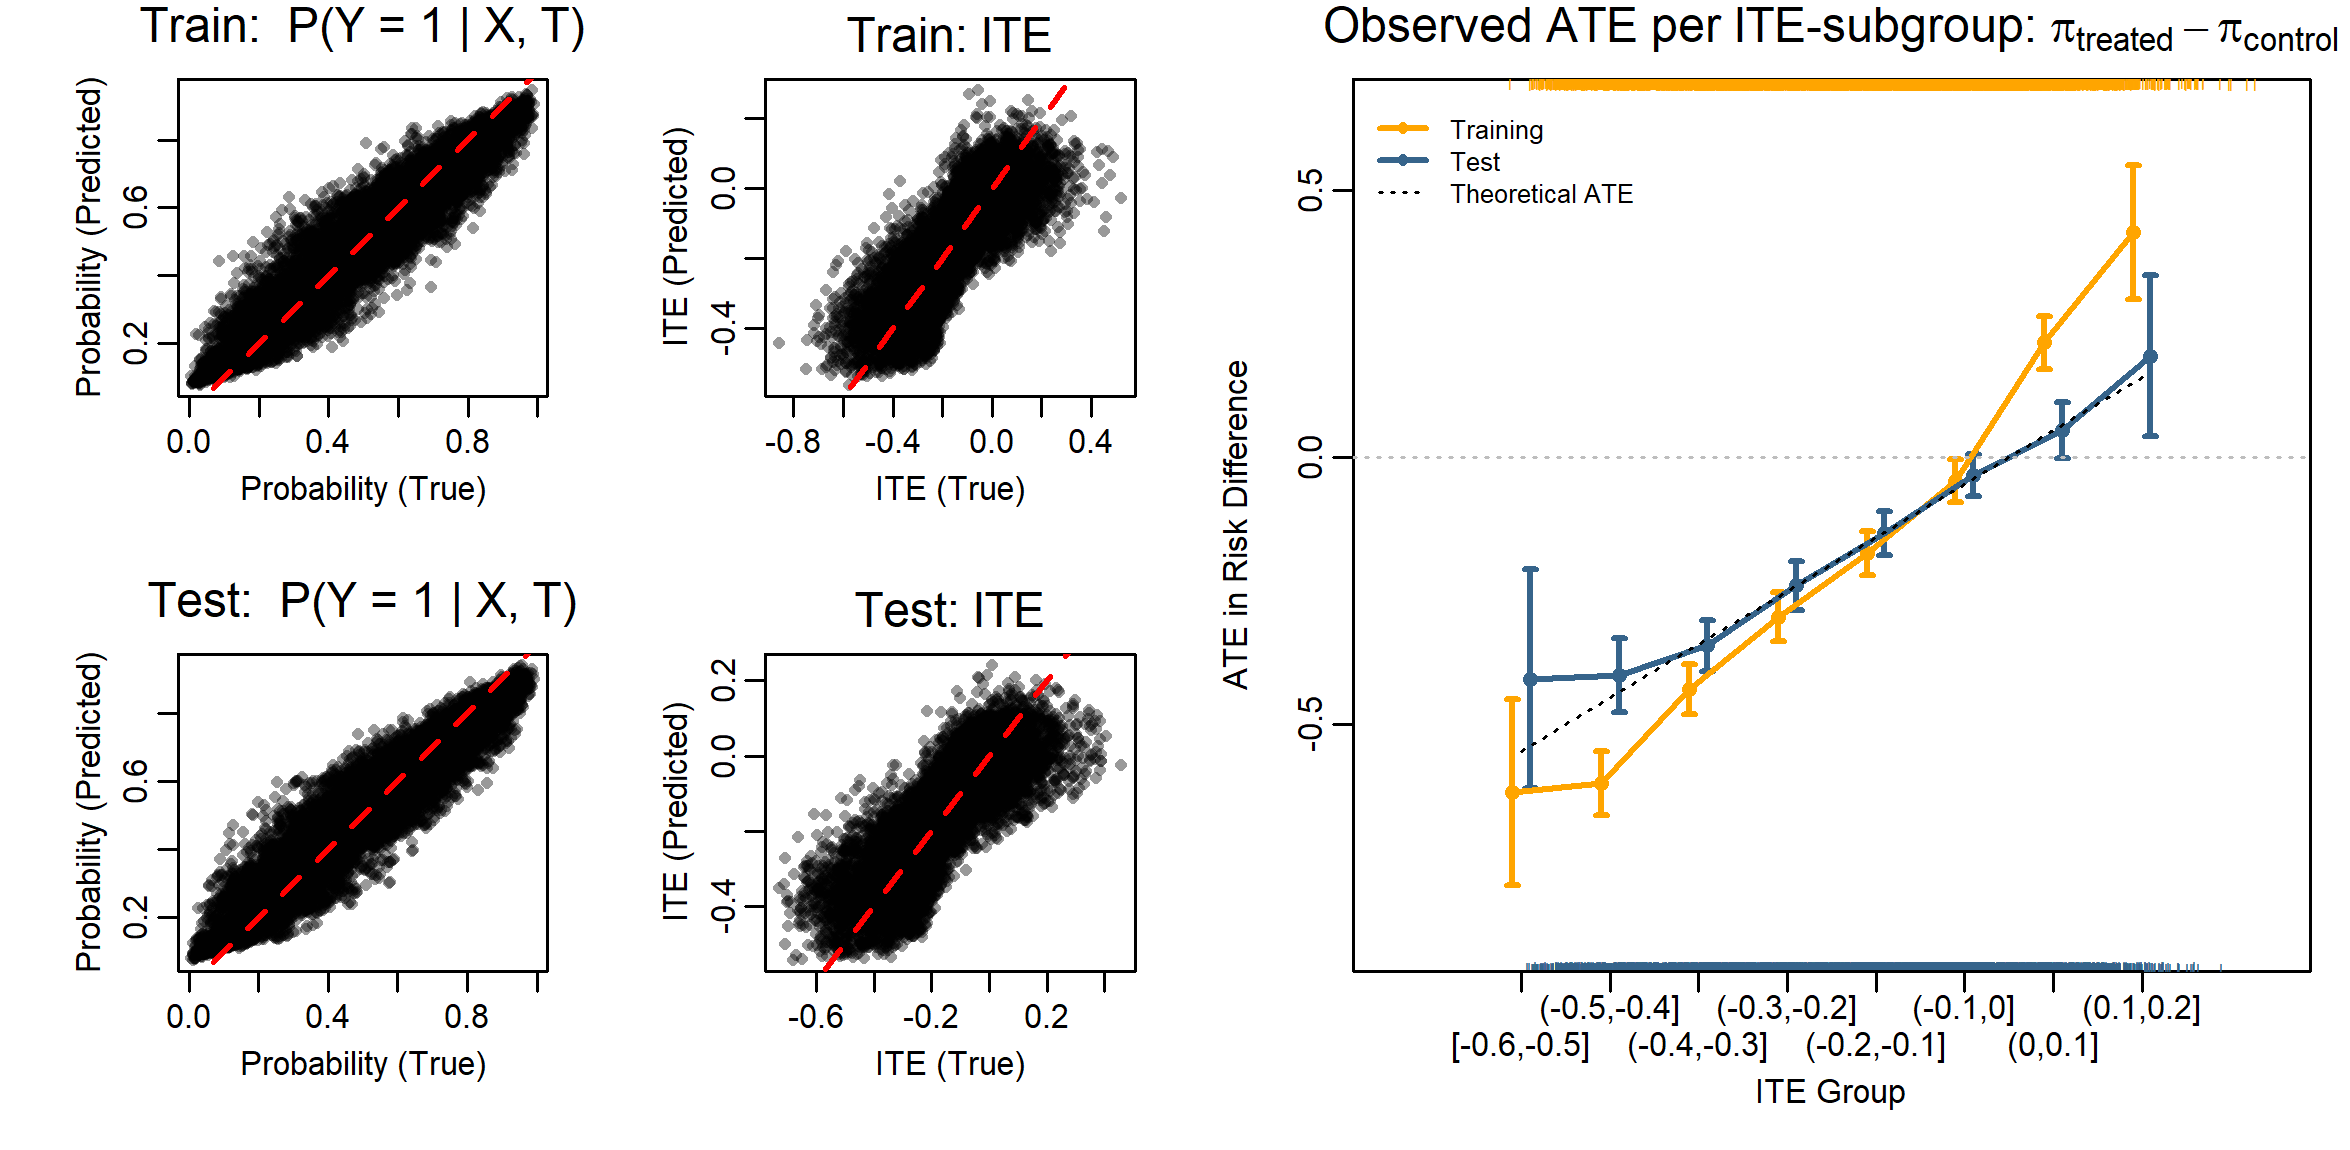 Train:  P(Y = 1 | X, T)
Probability (Predicted)
0.6
0.2
0.0
0.4
0.8
Probability (True)
Train: ITE
ITE (Predicted)
0.0
-0.4
-0.8
-0.4
0.0
0.4
ITE (True)
Test:  P(Y = 1 | X, T)
Probability (Predicted)
0.6
0.2
0.0
0.4
0.8
Probability (True)
Test: ITE
ITE (Predicted)
0.2
0.0
-0.4
-0.6
-0.2
0.2
ITE (True)
Observed ATE per ITE-subgroup: πtreated − πcontrol
Training
Test
Theoretical ATE
ATE in Risk Difference
0.5
0.0
-0.5
(-0.5,-0.4] (-0.3,-0.2] (-0.1,0] (0.1,0.2]
[-0.6,-0.5] (-0.4,-0.3] (-0.2,-0.1] (0,0.1]
ITE Group